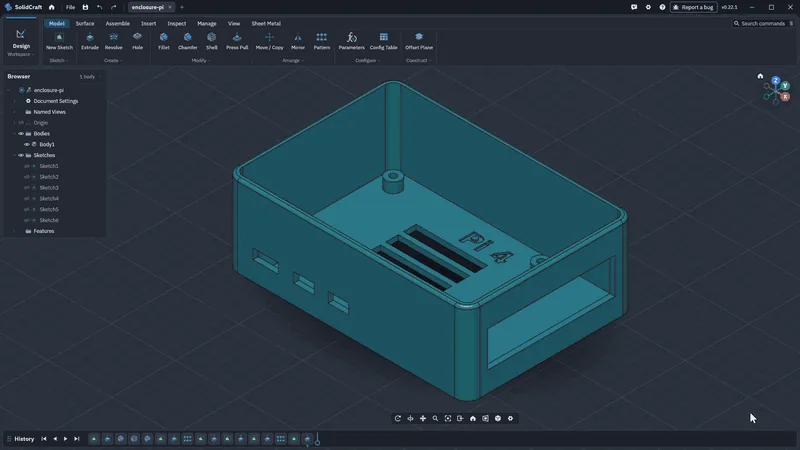 SolidCraft
File
enclosure-pi
Report a bug
v0.22.1
Model
Surface
Assembly
Insert
Inspect
Manage
View
Sheet Metal
Search commands
Design
Workspace
New Sketch
Extrude
Revolve
Hole
Fillet
Chamfer
Shell
Press Pull
Move / Copy
Mirror
Pattern
Parameters
Config Table
Offset Plane
Sketch
Create
Modify
Arrange
Configure
Construct
Browser
1 body
enclosure-pi
Document Settings
Named Views
Origin
Bodies
Body1
Sketches
Sketch1
Sketch2
Sketch3
Sketch4
Sketch5
Sketch6
Features
Z
Y
X
Pi 4
History